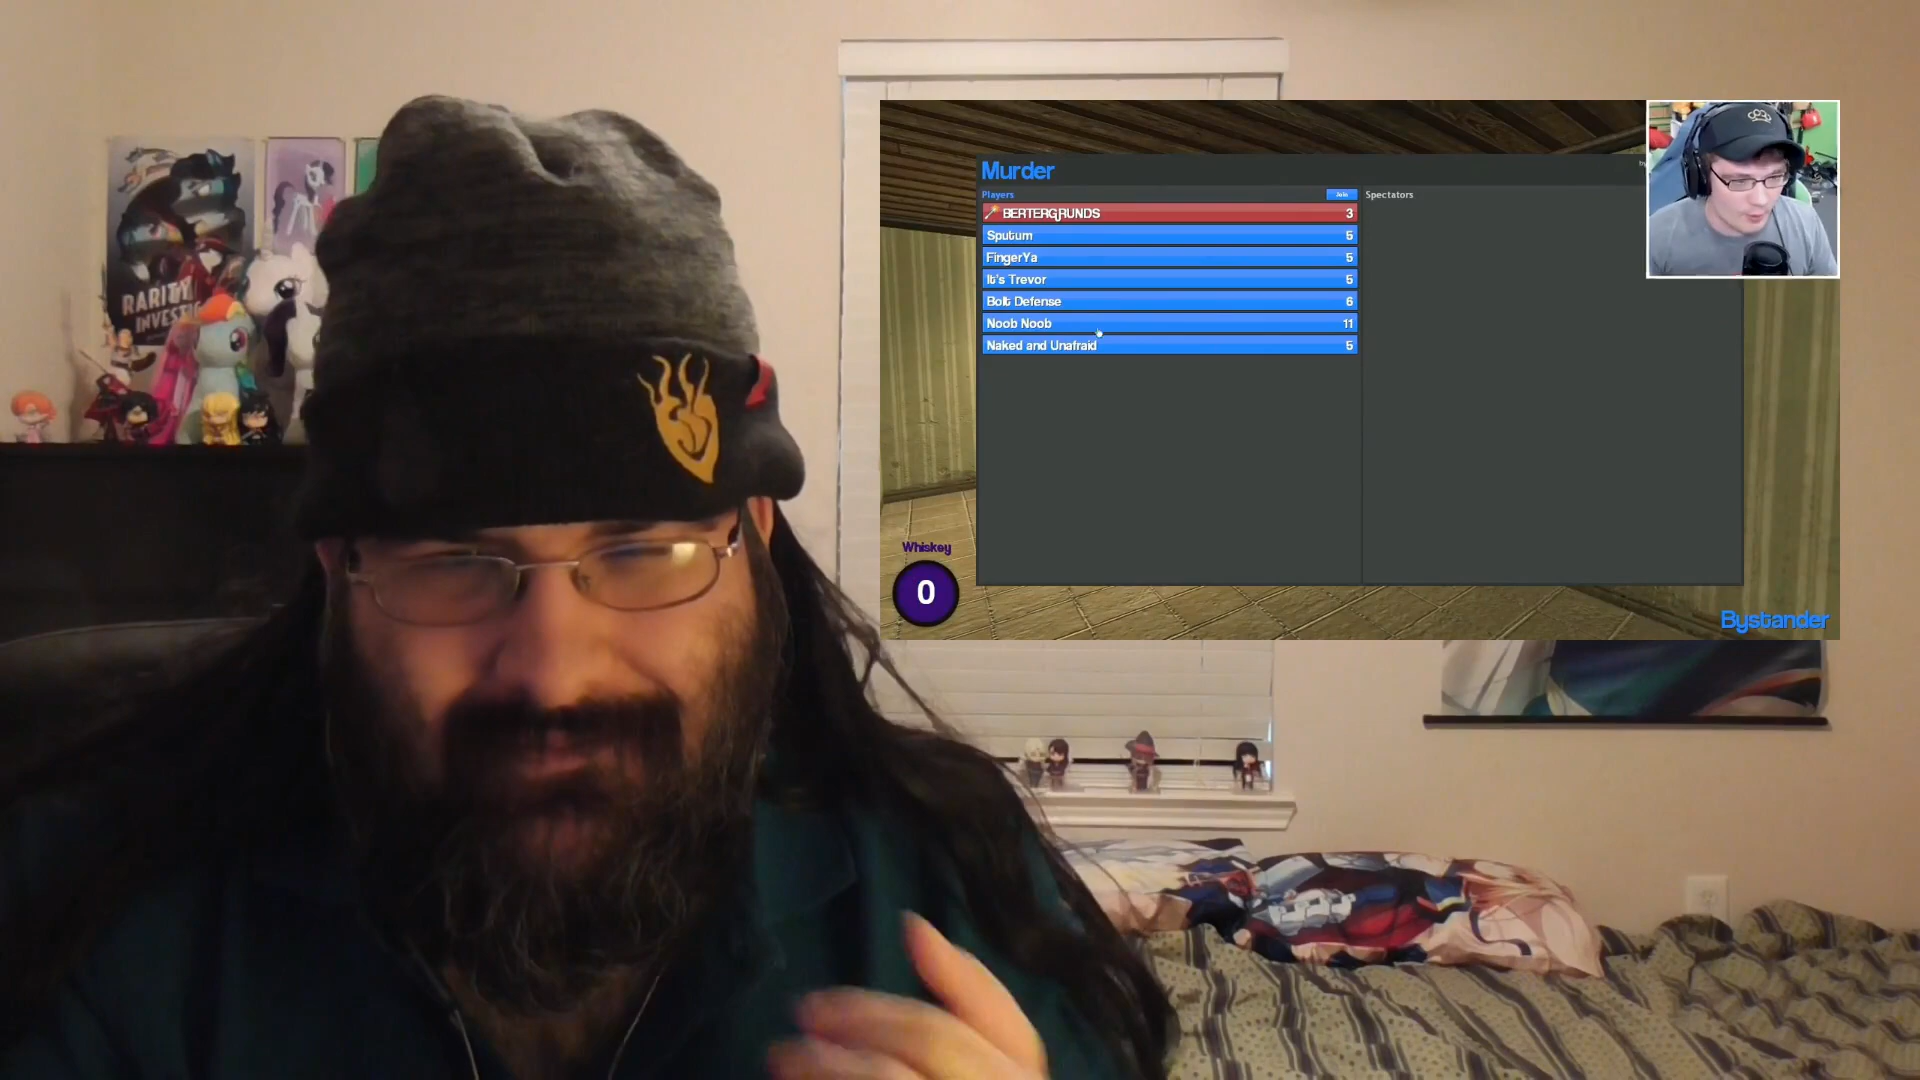 RARITY
INVESTI
Murder
Players
Join
Spectators
BERTERGRUNDS 3
Sputum 5
FingerYa 5
It's Trevor 5
Bolt Defense 6
Noob Noob 11
Naked and Unafraid 5
Whiskey
0
Bystander